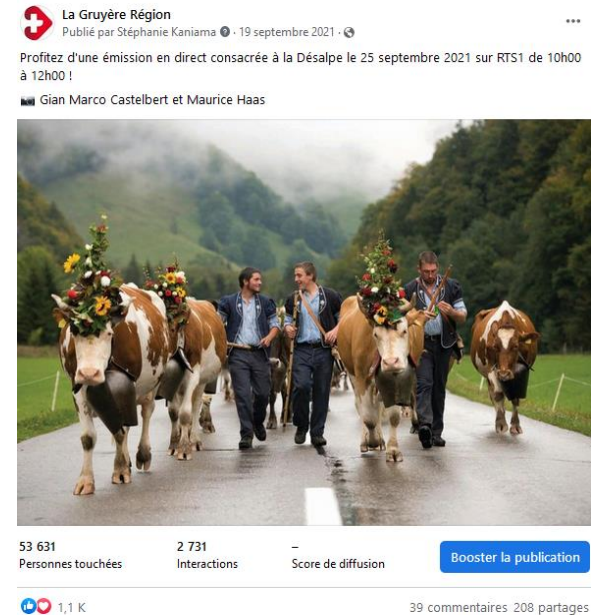 La Gruyère Région
Publié par Stéphanie Kaniama · 19 septembre 2021 ·
Profitez d'une émission en direct consacrée à la Désalpe le 25 septembre 2021 sur RTS1 de 10h00
à 12h00 !
Gian Marco Castelbert et Maurice Haas
53 631 2 731 –
Personnes touchées Interactions Score de diffusion
Booster la publication
1,1 K 39 commentaires 208 partages